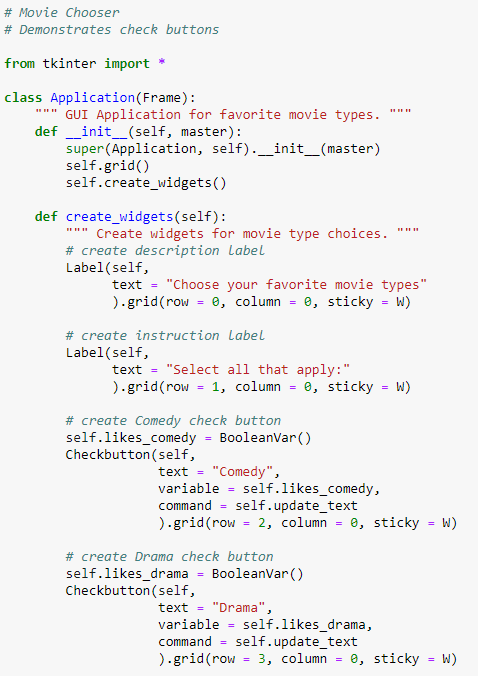 # Movie Chooser
# Demonstrates check buttons

from tkinter import *

class Application(Frame):
    """ GUI Application for favorite movie types. """
    def __init__(self, master):
        super(Application, self).__init__(master)
        self.grid()
        self.create_widgets()

    def create_widgets(self):
        """ Create widgets for movie type choices. """
        # create description label
        Label(self,
              text = "Choose your favorite movie types"
              ).grid(row = 0, column = 0, sticky = W)

        # create instruction label
        Label(self,
              text = "Select all that apply:"
              ).grid(row = 1, column = 0, sticky = W)

        # create Comedy check button
        self.likes_comedy = BooleanVar()
        Checkbutton(self,
                    text = "Comedy",
                    variable = self.likes_comedy,
                    command = self.update_text
                    ).grid(row = 2, column = 0, sticky = W)

        # create Drama check button
        self.likes_drama = BooleanVar()
        Checkbutton(self,
                    text = "Drama",
                    variable = self.likes_drama,
                    command = self.update_text
                    ).grid(row = 3, column = 0, sticky = W)